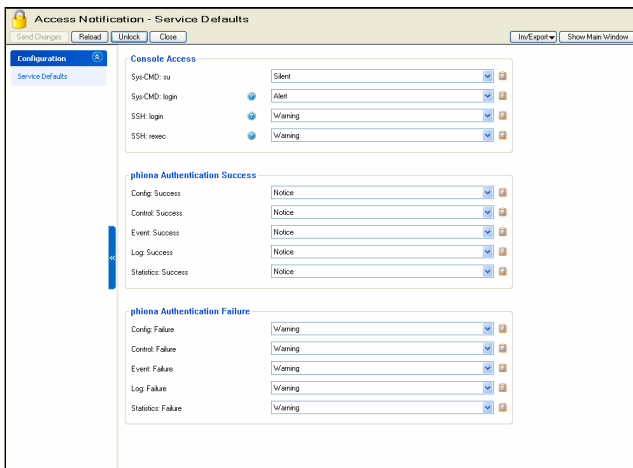 Access Notification - Service Defaults
Send Changes Reload Unlock Close Im/Export Show Main Window
Configuration
Service Defaults
Console Access
Sys-CMD: su Silent
Sys-CMD: login Alert
SSH: login Warning
SSH: rexec Warning
phiona Authentication Success
Config: Success Notice
Control: Success Notice
Event: Success Notice
Log: Success Notice
Statistics: Success Notice
phiona Authentication Failure
Config: Failure Warning
Control: Failure Warning
Event: Failure Warning
Log: Failure Warning
Statistics: Failure Warning